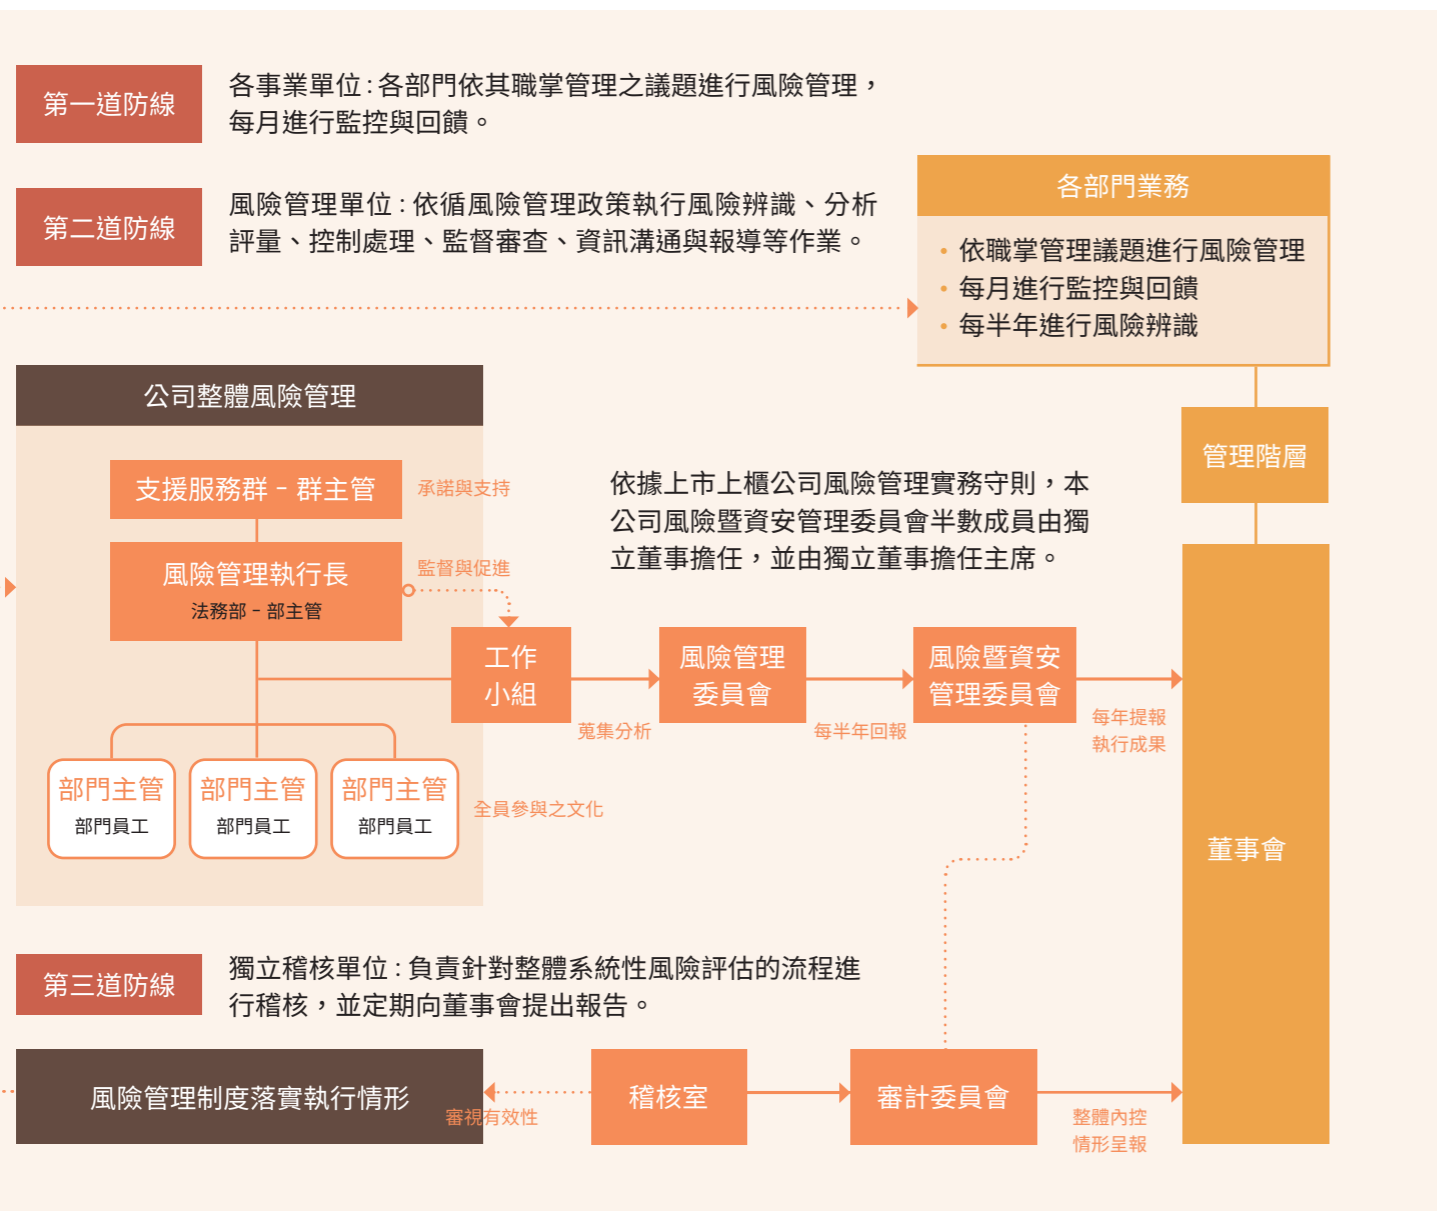 第一道防線
各事業單位:各部門依其職掌管理之議題進行風險管理，
每月進行監控與回饋。
第二道防線
風險管理單位:依循風險管理政策執行風險辨識、分析
評量、控制處理、監督審查、資訊溝通與報導等作業。
各部門業務
• 依職掌管理議題進行風險管理
• 每月進行監控與回饋
• 每半年進行風險辨識
公司整體風險管理
支援服務群 - 群主管
承諾與支持
風險管理執行長
法務部 - 部主管
監督與促進
依據上市上櫃公司風險管理實務守則，本
公司風險暨資安管理委員會半數成員由獨
立董事擔任，並由獨立董事擔任主席。
管理階層
工作
小組
蒐集分析
風險管理
委員會
每半年回報
風險暨資安
管理委員會
每年提報
執行成果
部門主管
部門員工
部門主管
部門員工
部門主管
部門員工
全員參與之文化
董事會
第三道防線
獨立稽核單位:負責針對整體系統性風險評估的流程進
行稽核，並定期向董事會提出報告。
風險管理制度落實執行情形
審視有效性
稽核室
審計委員會
整體內控
情形呈報